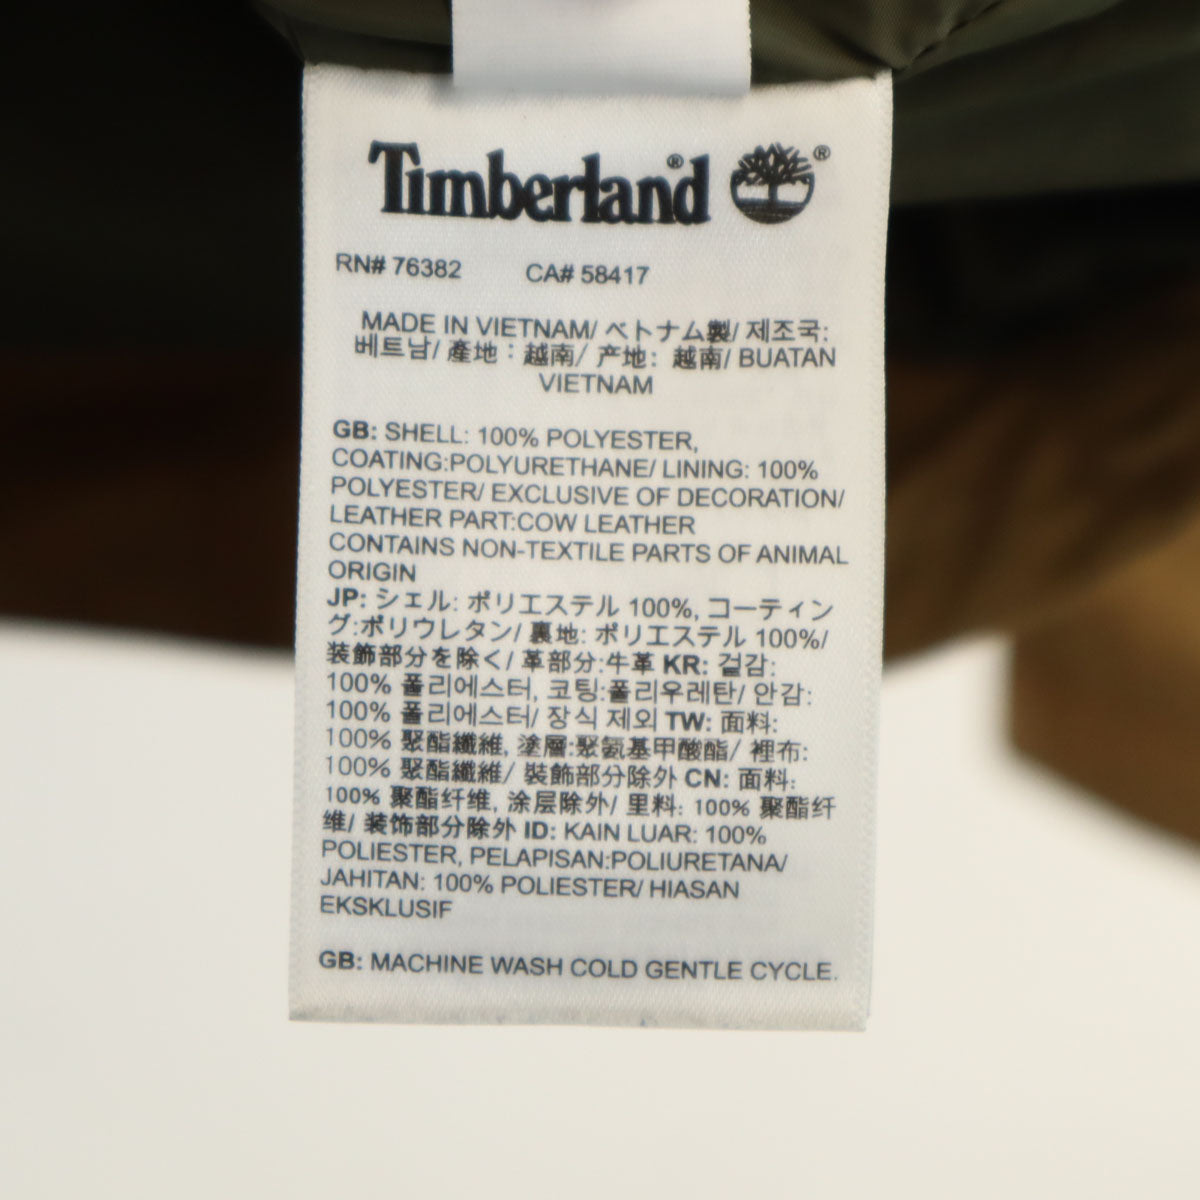 Timberland® ®
RN# 76382 CA# 58417
MADE IN VIETNAM/ ベトナム製/ 제조국:
베트남/ 產地：越南/ 产地: 越南/ BUATAN
VIETNAM
GB: SHELL: 100% POLYESTER,
COATING:POLYURETHANE/ LINING: 100%
POLYESTER/ EXCLUSIVE OF DECORATION/
LEATHER PART:COW LEATHER
CONTAINS NON-TEXTILE PARTS OF ANIMAL
ORIGIN
JP: シェル: ポリエステル 100%, コーティン
グ:ポリウレタン/ 裏地: ポリエステル 100%/
装飾部分を除く/ 革部分:牛革 KR: 겉감:
100% 폴리에스터, 코팅:폴리우레탄/ 안감:
100% 폴리에스터/ 장식 제외 TW: 面料:
100% 聚酯纖維, 塗層:聚氨基甲酸酯/ 裡布:
100% 聚酯纖維/ 裝飾部分除外 CN: 面料:
100% 聚酯纤维, 涂层除外/ 里料: 100% 聚酯纤
维/ 装饰部分除外 ID: KAIN LUAR: 100%
POLIESTER, PELAPISAN:POLIURETANA/
JAHITAN: 100% POLIESTER/ HIASAN
EKSKLUSIF
GB: MACHINE WASH COLD GENTLE CYCLE.